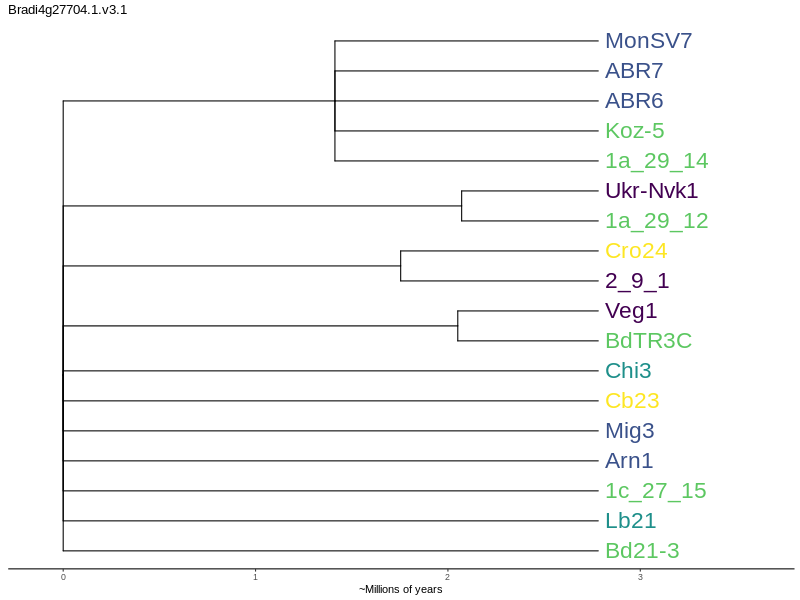 Bradi4g27704.1.v3.1
MonSV7
ABR7
ABR6
Koz-5
1a_29_14
Ukr-Nvk1
1a_29_12
Cro24
2_9_1
Veg1
BdTR3C
Chi3
Cb23
Mig3
Arn1
1c_27_15
Lb21
Bd21-3
0 1 2 3
~Millions of years